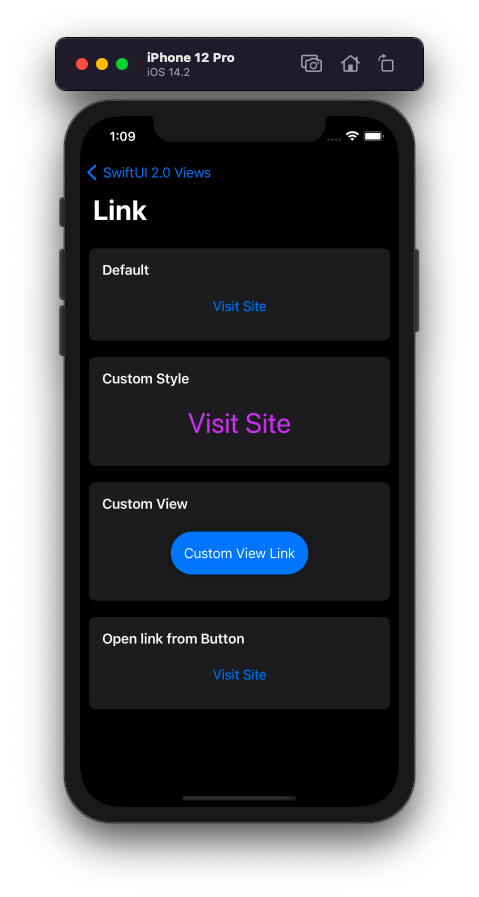 iPhone 12 Pro
iOS 14.2
1:09
SwiftUI 2.0 Views
Link
Default
Visit Site
Custom Style
Visit Site
Custom View
Custom View Link
Open link from Button
Visit Site